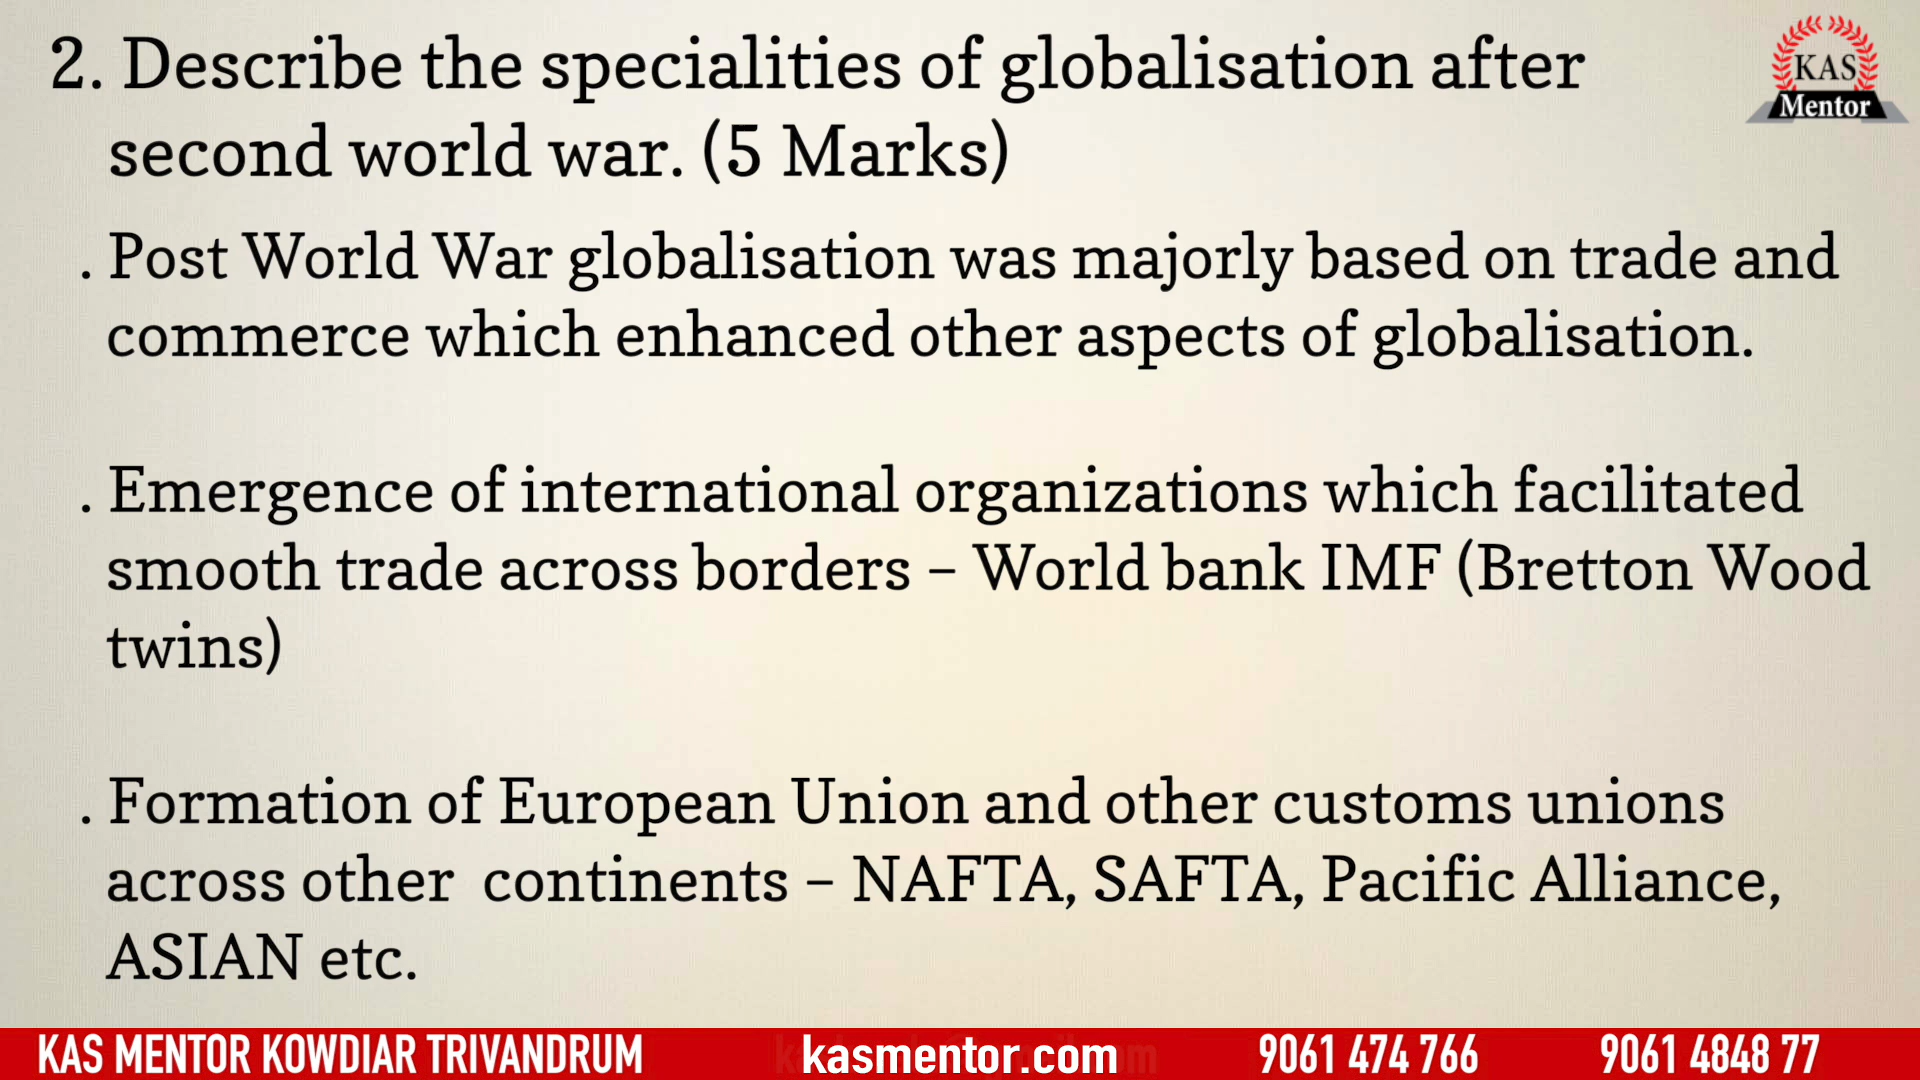 2. Describe the specialities of globalisation after
second world war. (5 Marks)
KAS
Mentor
. Post World War globalisation was majorly based on trade and
commerce which enhanced other aspects of globalisation.
. Emergence of international organizations which facilitated
smooth trade across borders – World bank IMF (Bretton Wood
twins)
. Formation of European Union and other customs unions
across other continents – NAFTA, SAFTA, Pacific Alliance,
ASIAN etc.
KAS MENTOR KOWDIAR TRIVANDRUM kasmentor.com 9061 474 766 9061 4848 77